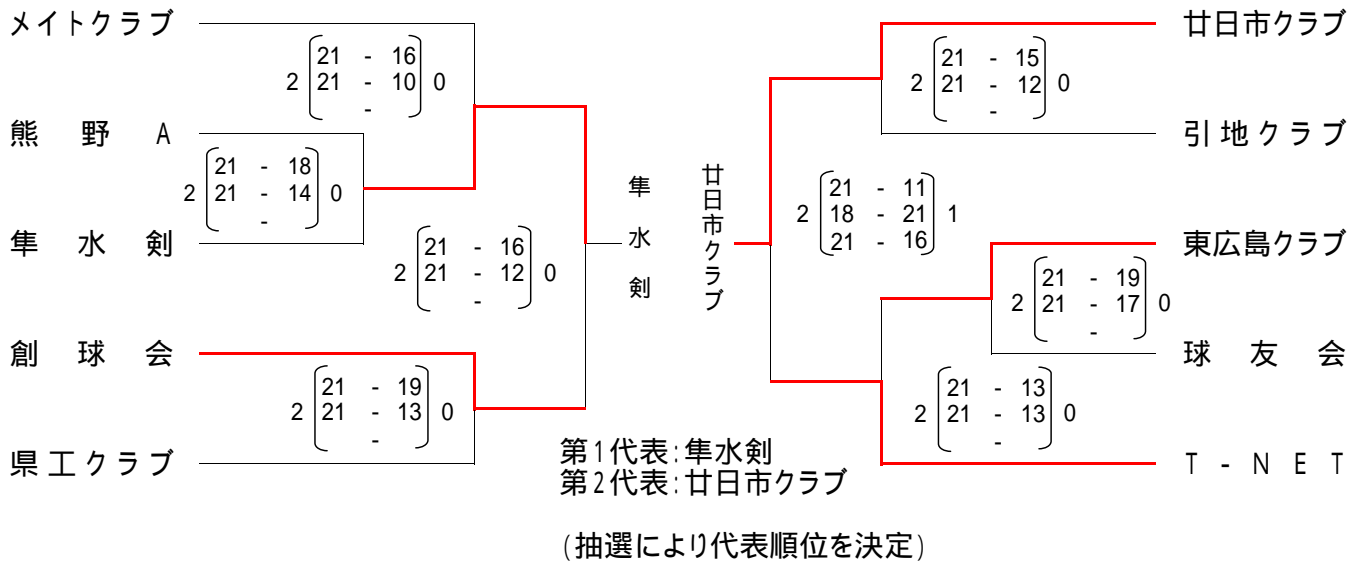 メイトクラブ
21 - 16
2 21 - 10 0
-
熊野A
21 - 18
2 21 - 14 0
-
隼水剣
21 - 16
2 21 - 12 0
-
創球会
21 - 19
2 21 - 13 0
-
県工クラブ
隼水剣
廿日市クラブ
廿日市クラブ
21 - 15
2 21 - 12 0
-
引地クラブ
21 - 11
2 18 - 21 1
21 - 16
東広島クラブ
21 - 19
2 21 - 17 0
-
球友会
21 - 13
2 21 - 13 0
-
T-NET
第1代表:隼水剣
第2代表:廿日市クラブ
(抽選により代表順位を決定)